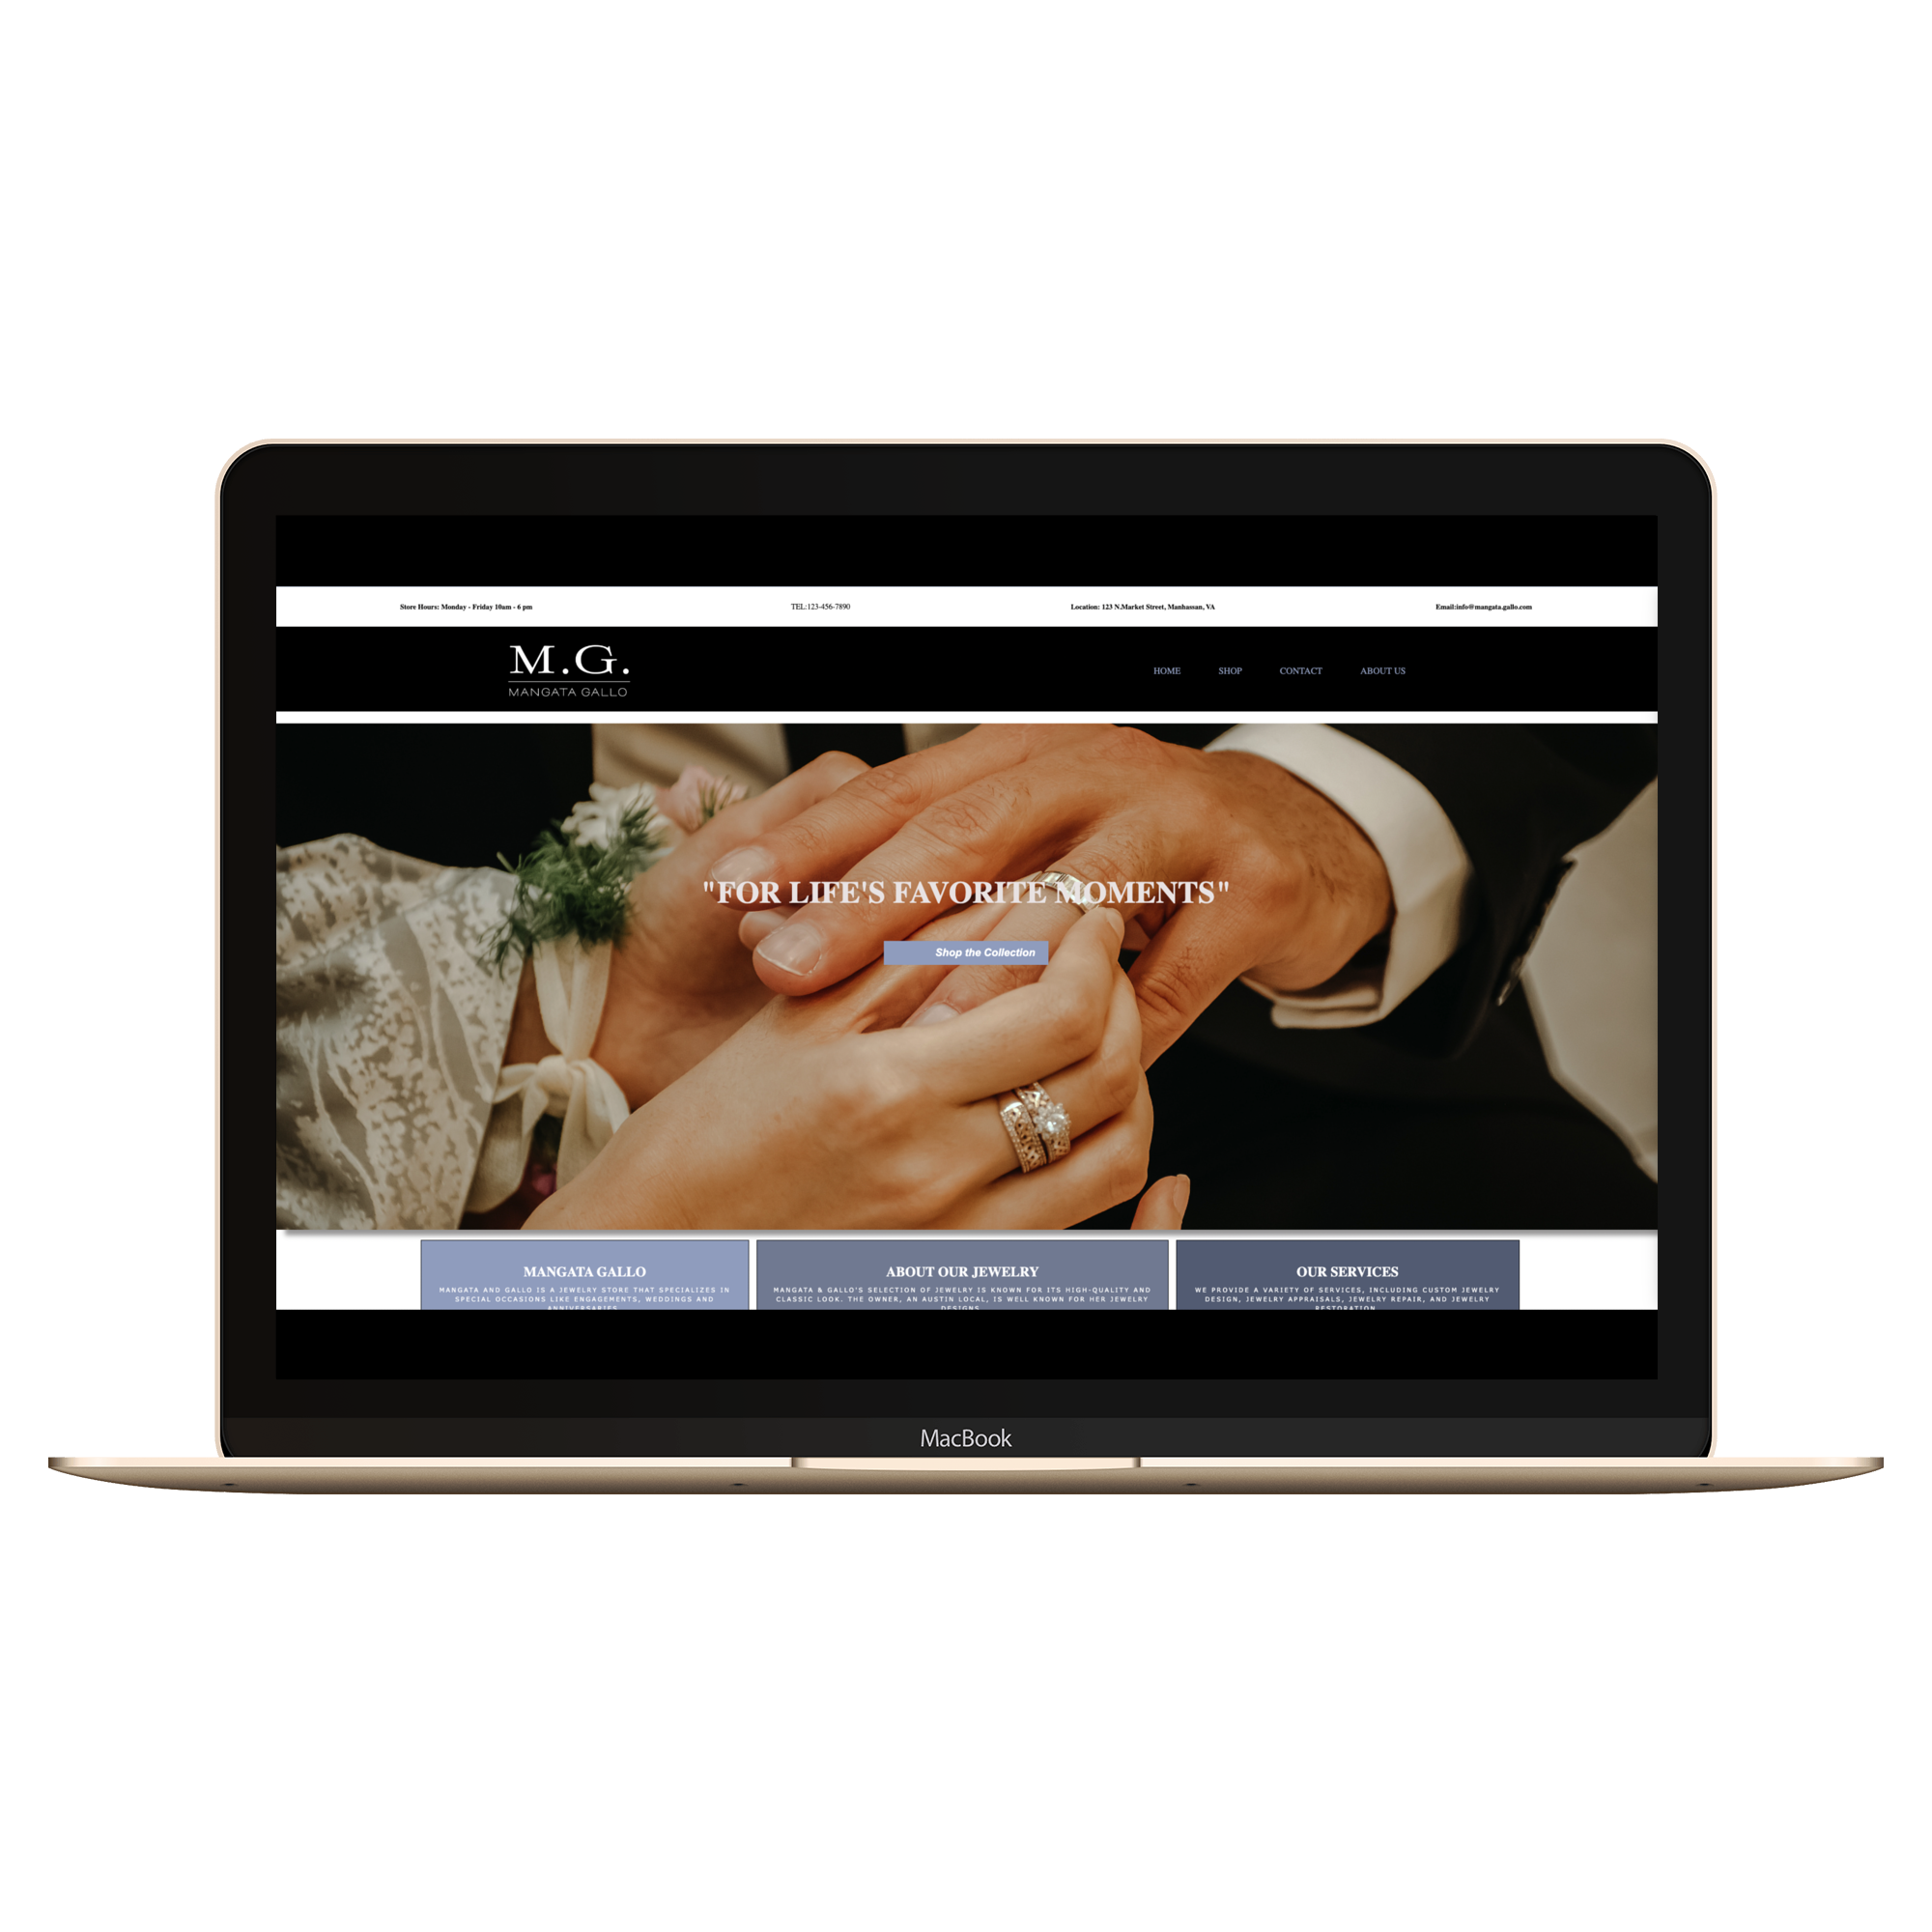 Store Hours: Monday - Friday 10am - 6 pm
TEL:123-456-7890
Location: 123 N.Market Street, Manhassan, VA
Email:info@mangata.gallo.com
M.G.
MANGATA GALLO
HOME
SHOP
CONTACT
ABOUT US
"FOR LIFE'S FAVORITE MOMENTS"
Shop the Collection
MANGATA GALLO
MANGATA AND GALLO IS A JEWELRY STORE THAT SPECIALIZES IN
SPECIAL OCCASIONS LIKE ENGAGEMENTS, WEDDINGS AND
ANNIVERSARIES
ABOUT OUR JEWELRY
MANGATA & GALLO'S SELECTION OF JEWELRY IS KNOWN FOR ITS HIGH-QUALITY AND
CLASSIC LOOK. THE OWNER, AN AUSTIN LOCAL, IS WELL KNOWN FOR HER JEWELRY
DESIGNS
OUR SERVICES
WE PROVIDE A VARIETY OF SERVICES, INCLUDING CUSTOM JEWELRY
DESIGN, JEWELRY APPRAISALS, JEWELRY REPAIR, AND JEWELRY
RESTORATION
MacBook